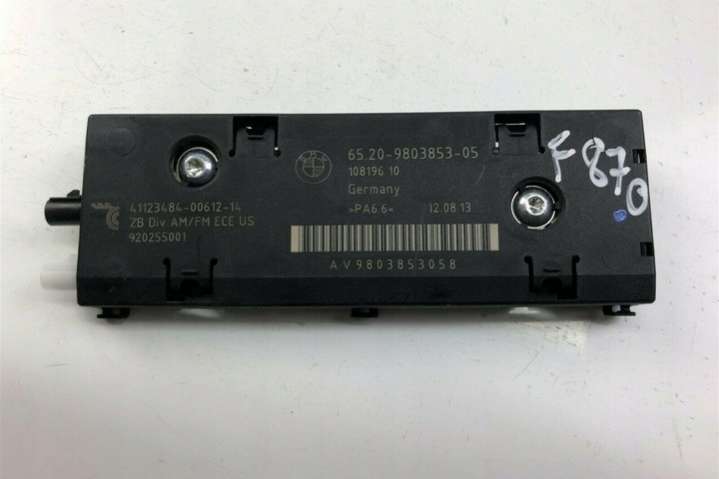 41123484-00612-14
ZB Div. AM/FM ECE US
920255001
65.20-9803853-05
108196 10
Germany
>PA6.6< 12.08.13
AV9803853058
F 870